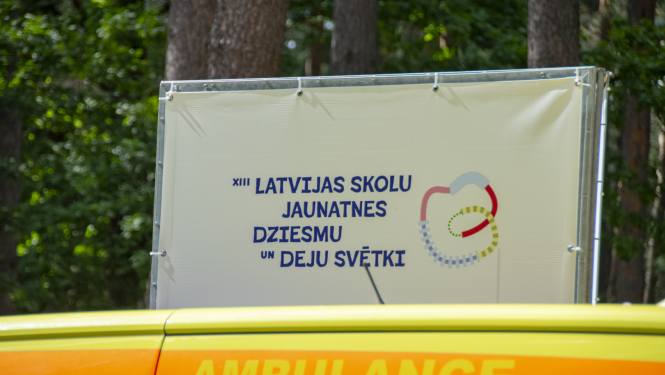 XIII LATVIJAS SKOLU
JAUNATNES
DZIESMU
UN DEJU SVĒTKI
AMBULANCE